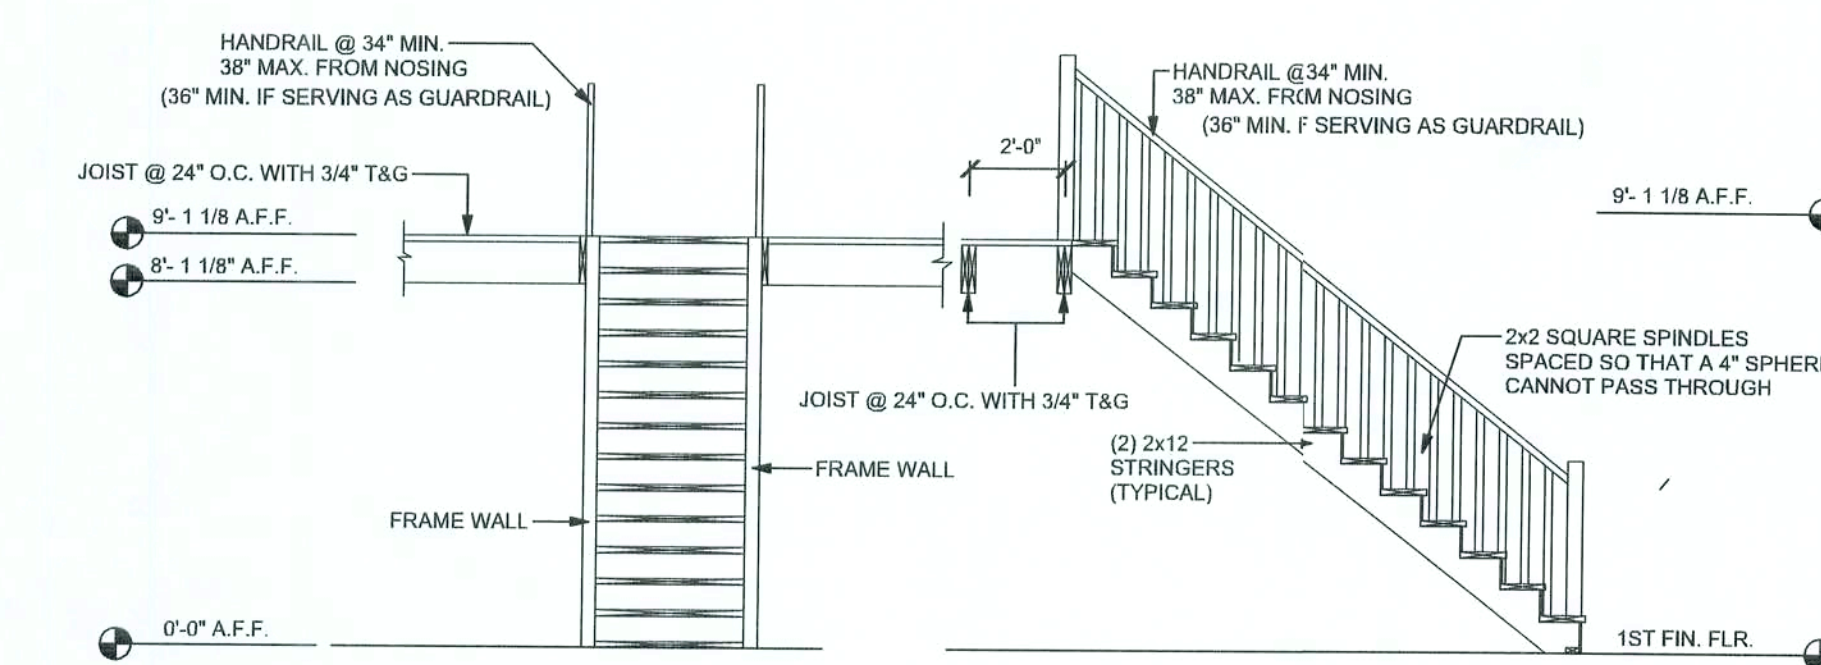 HANDRAIL @ 34" MIN.
38" MAX. FROM NOSING
(36" MIN. IF SERVING AS GUARDRAIL)
JOIST @ 24" O.C. WITH 3/4" T&G
9'- 1 1/8 A.F.F.
8'- 1 1/8" A.F.F.
FRAME WALL
FRAME WALL
0'-0" A.F.F.
2'-0"
HANDRAIL @34" MIN.
38" MAX. FROM NOSING
(36" MIN. IF SERVING AS GUARDRAIL)
JOIST @ 24" O.C. WITH 3/4" T&G
(2) 2x12
STRINGERS
(TYPICAL)
9'- 1 1/8 A.F.F.
2x2 SQUARE SPINDLES
SPACED SO THAT A 4" SPHER
CANNOT PASS THROUGH
1ST FIN. FLR.